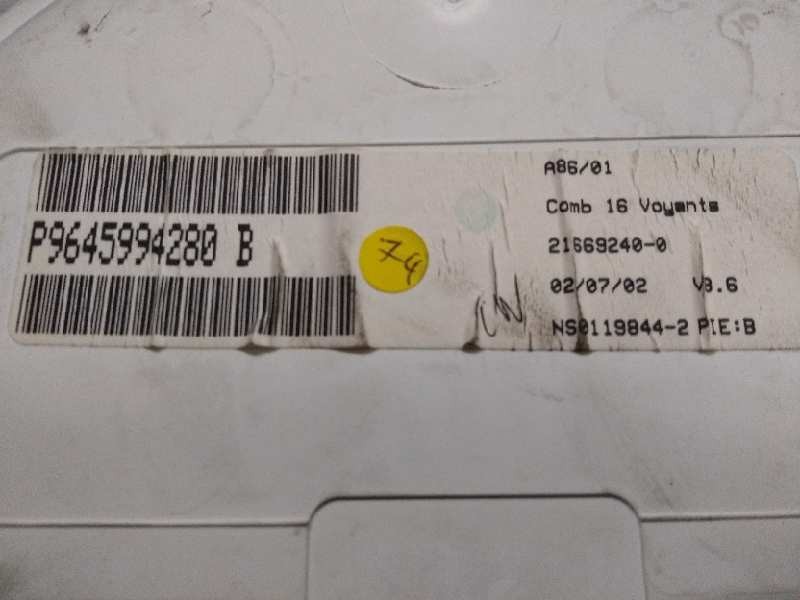 P9645994280 B
74
A86/01
Comb 16 Voyants
21669240-0
02/07/02 V3.6
NS0119844-2 PIE:B